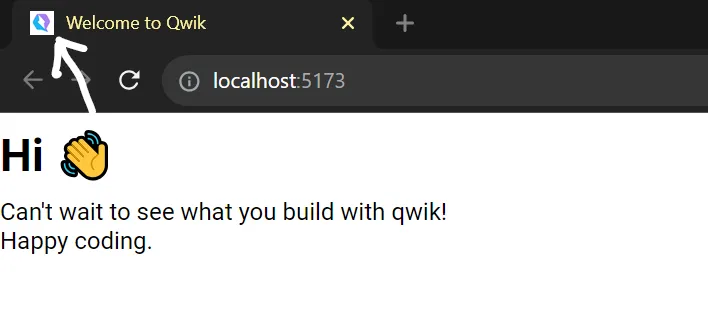 Welcome to Qwik
localhost:5173
Hi 👋
Can't wait to see what you build with qwik!
Happy coding.